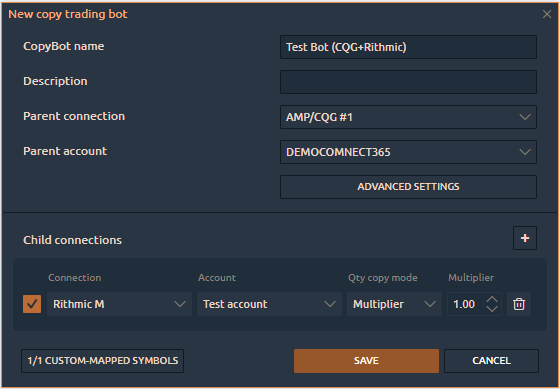 New copy trading bot
CopyBot name
Test Bot (CQG+Rithmic)
Description
Parent connection
AMP/CQG #1
Parent account
DEMOCOMNECT365
ADVANCED SETTINGS
Child connections
+
Connection Account Qty copy mode Multiplier
Rithmic M Test account Multiplier 1.00
1/1 CUSTOM-MAPPED SYMBOLS SAVE CANCEL